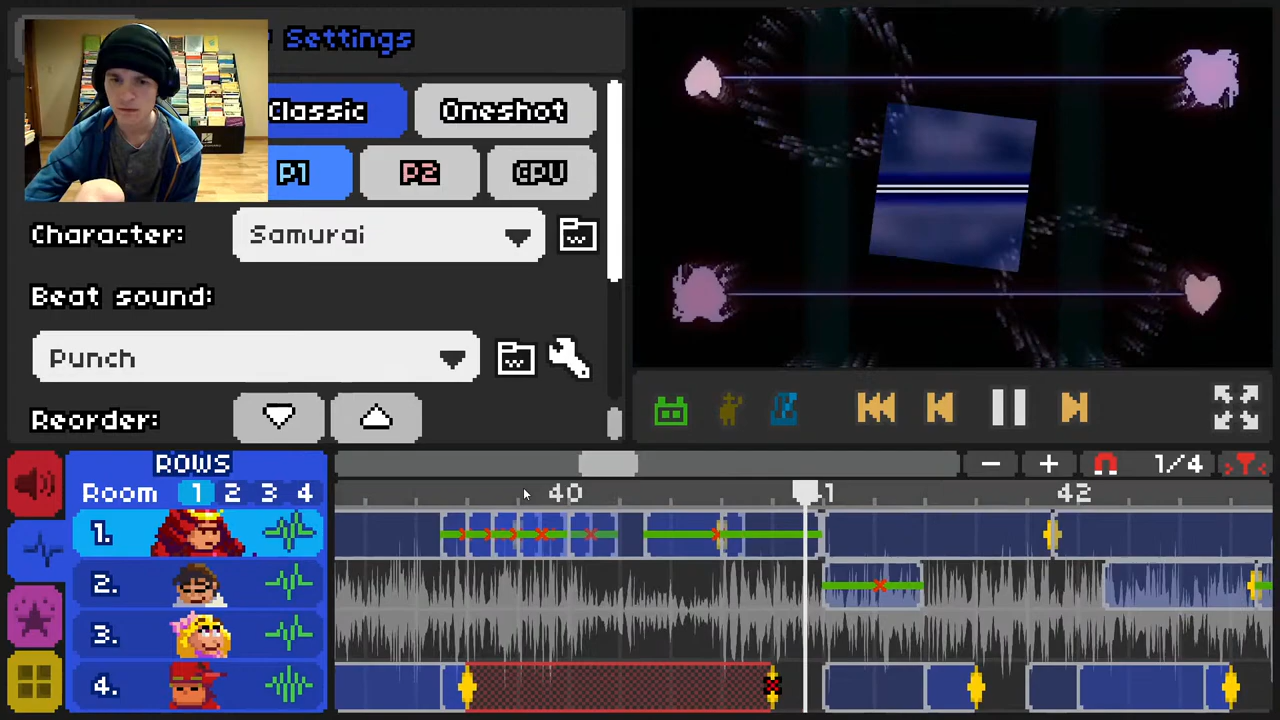 Settings
Classic Oneshot
P1 P2 CPU
Character: Samurai
Beat sound:
Punch
Reorder:
ROWS
Room 1 2 3 4
1.
2.
3.
4.
1/4
40 1 42